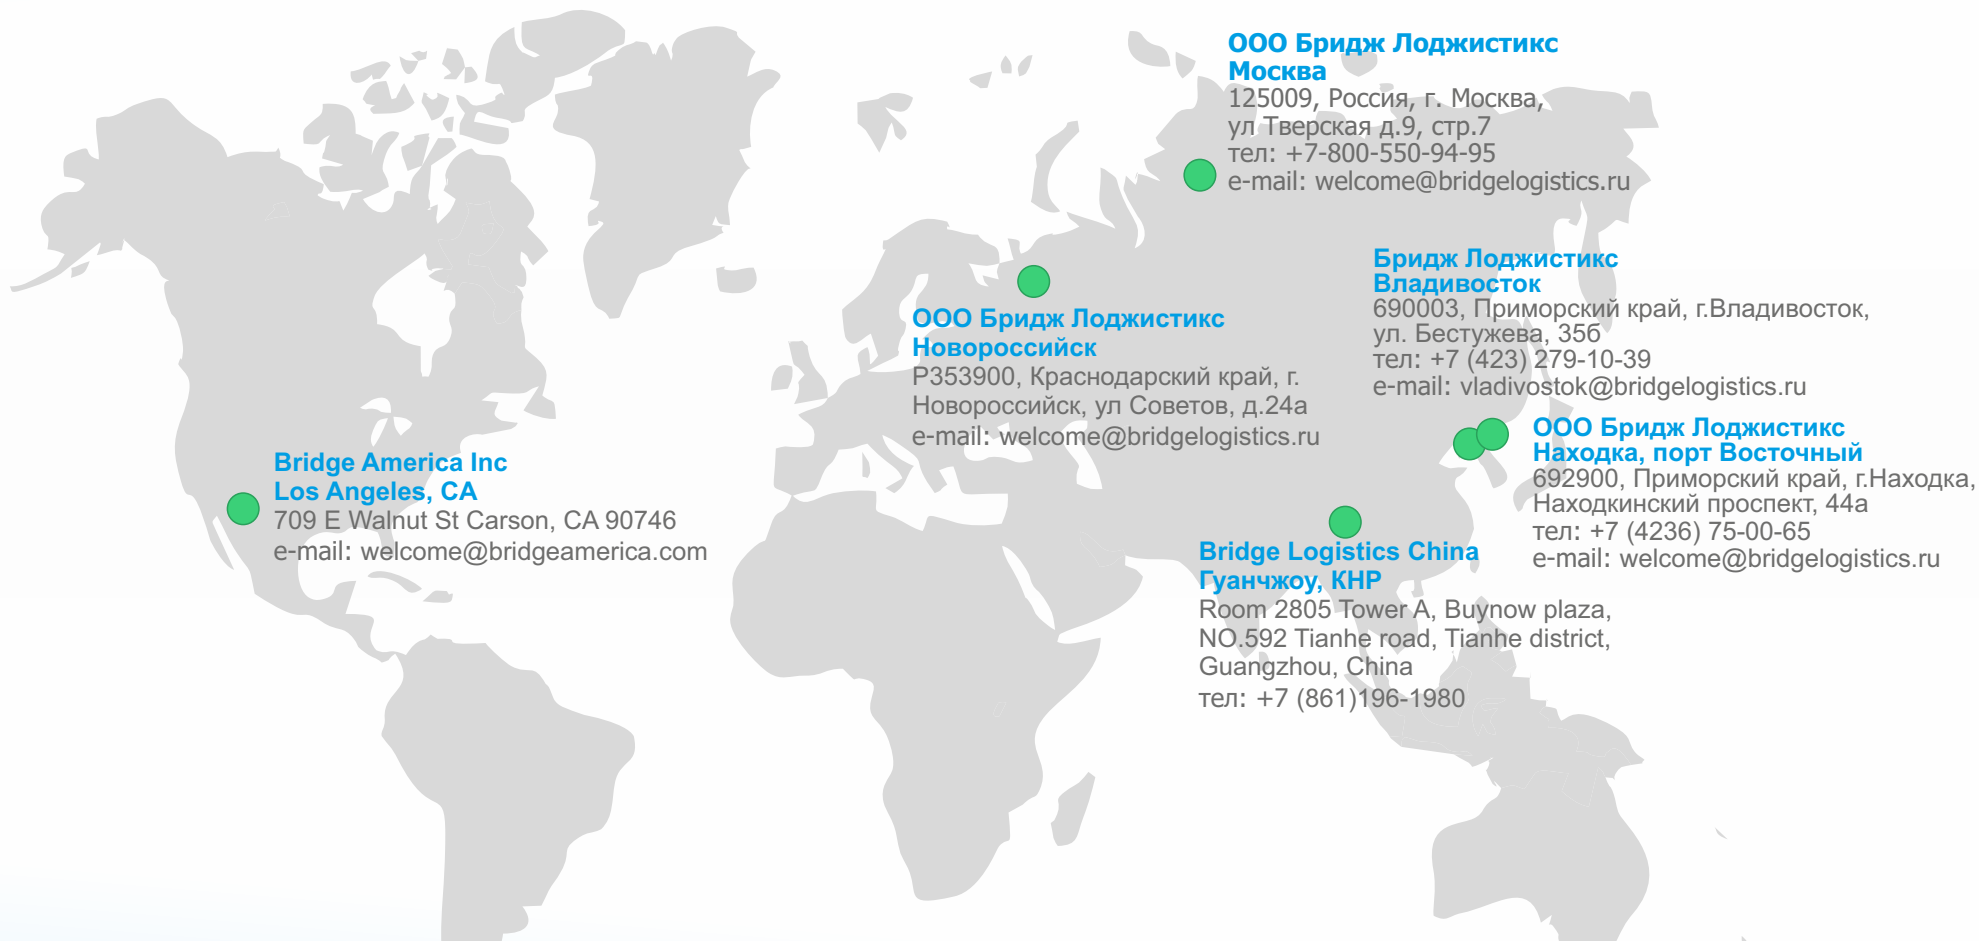 ООО Бридж Лоджистикс
Москва
125009, Россия, г. Москва,
ул Тверская д.9, стр.7
тел: +7-800-550-94-95
e-mail: welcome@bridgelogistics.ru
Бридж Лоджистикс
Владивосток
690003, Приморский край, г.Владивосток,
ул. Бестужева, 35б
тел: +7 (423) 279-10-39
e-mail: vladivostok@bridgelogistics.ru
ООО Бридж Лоджистикс
Новороссийск
Р353900, Краснодарский край, г.
Новороссийск, ул Советов, д.24а
e-mail: welcome@bridgelogistics.ru
ООО Бридж Лоджистикс
Находка, порт Восточный
692900, Приморский край, г.Находка,
Находкинский проспект, 44а
тел: +7 (4236) 75-00-65
e-mail: welcome@bridgelogistics.ru
Bridge America Inc
Los Angeles, CA
709 E Walnut St Carson, CA 90746
e-mail: welcome@bridgeamerica.com
Bridge Logistics China
Гуанчжоу, КНР
Room 2805 Tower A, Buynow plaza,
NO.592 Tianhe road, Tianhe district,
Guangzhou, China
тел: +7 (861)196-1980